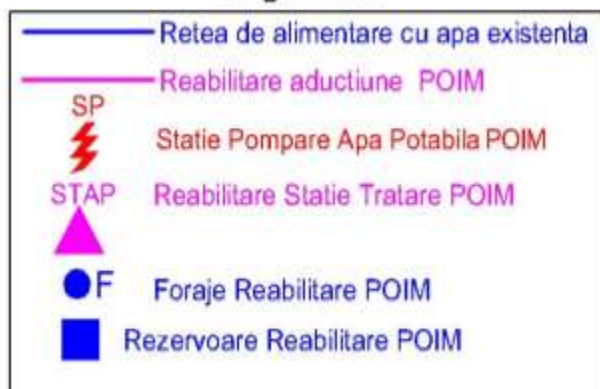 Retea de alimentare cu apa existenta
Reabilitare aductiune POIM
SP
Statie Pompare Apa Potabila POIM
STAP Reabilitare Statie Tratare POIM
F Foraje Reabilitare POIM
Rezervoare Reabilitare POIM